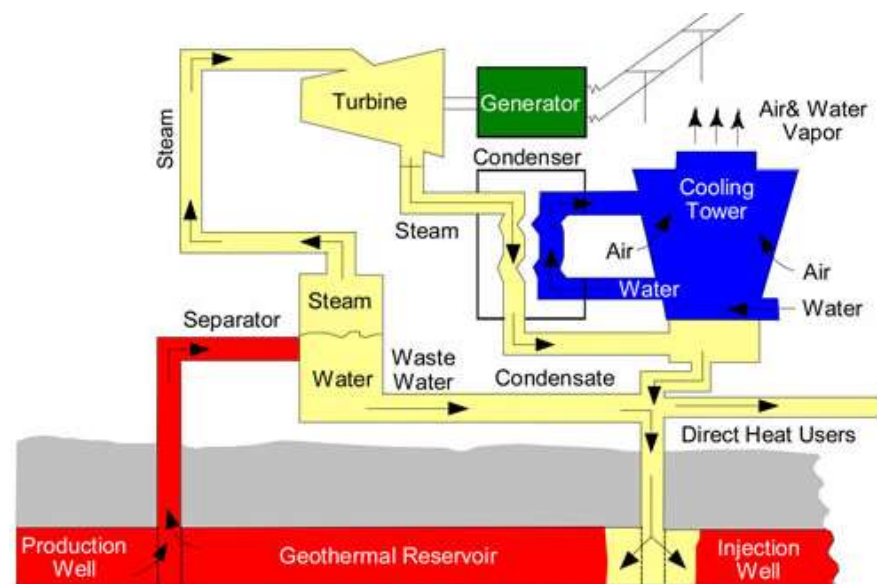 Turbine
Generator
Air& Water
Vapor
Steam
Condenser
Cooling
Tower
Steam
Air
Air
Steam
Water
Water
Separator
Water
Waste
Water
Condensate
Direct Heat Users
Production
Well
Geothermal Reservoir
Injection
Well